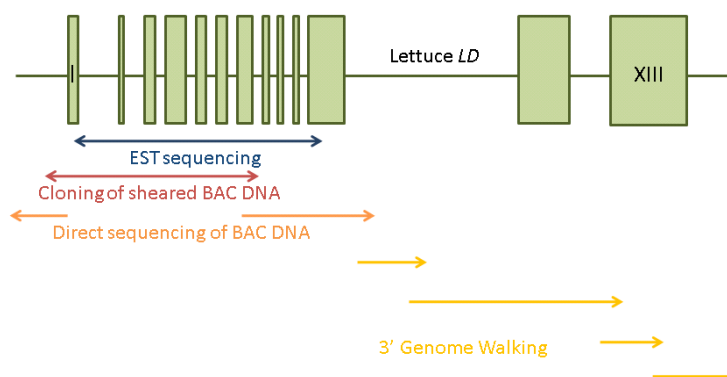 Lettuce LD
I
XIII
EST sequencing
Cloning of sheared BAC DNA
Direct sequencing of BAC DNA
3’ Genome Walking